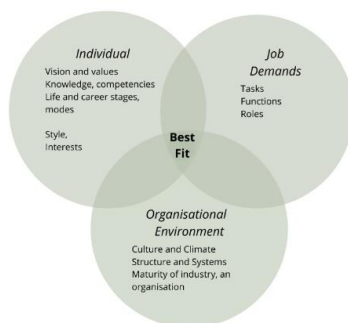 Individual
Vision and values
Knowledge, competencies
Life and career stages,
modes
Style,
Interests
Job
Demands
Tasks
Functions
Roles
Best
Fit
Organisational
Environment
Culture and Climate
Structure and Systems
Maturity of industry, an
organisation